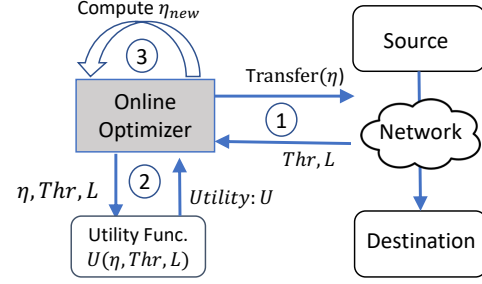 Compute η_new
3
Source
Transfer(η)
Online
Optimizer
1
Network
Thr, L
2
η, Thr, L
Utility: U
Utility Func.
U(η, Thr, L)
Destination